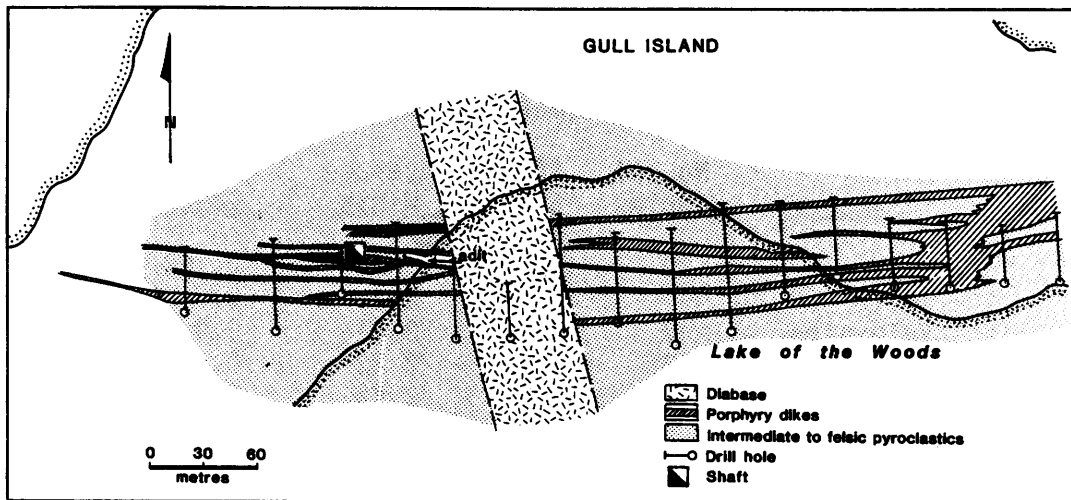 GULL ISLAND
N
adit
Lake of the Woods
Diabase
Porphyry dikes
Intermediate to felsic pyroclastics
Drill hole
Shaft
0 30 60
metres